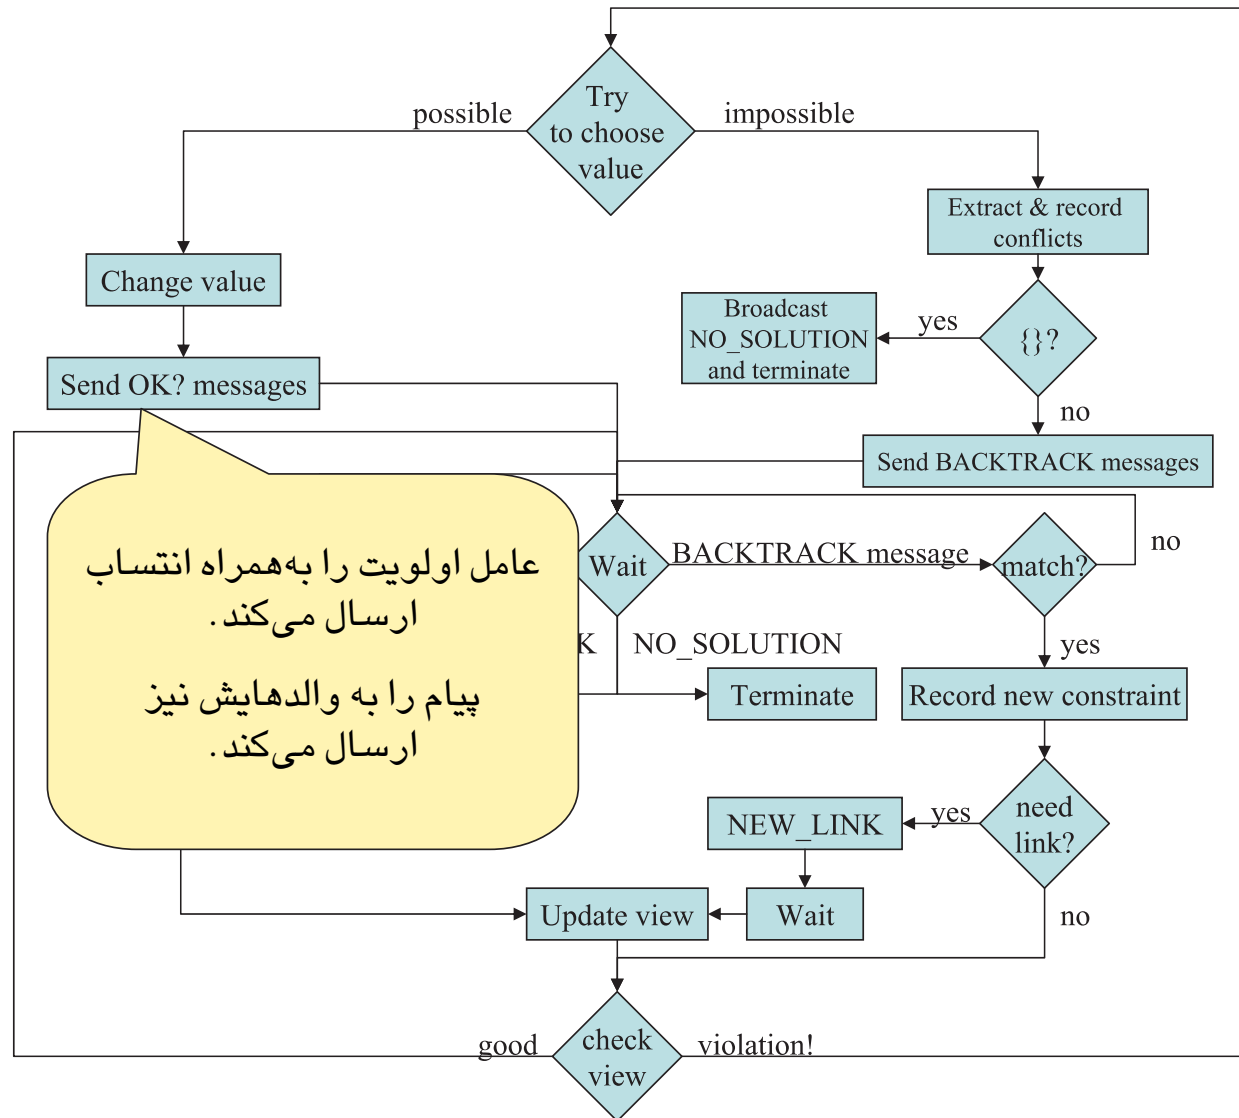 Try
to choose
value
possible
impossible
Extract & record
conflicts
Change value
Broadcast
NO_SOLUTION
and terminate
yes
{}?
Send OK? messages
no
Send BACKTRACK messages
عامل اولویت را به‌همراه انتساب
ارسال می‌کند.
پیام را به والدهایش نیز
ارسال می‌کند.
Wait
BACKTRACK message
match?
no
K
NO_SOLUTION
yes
Terminate
Record new constraint
NEW_LINK
yes
need
link?
Update view
Wait
no
good
check
view
violation!